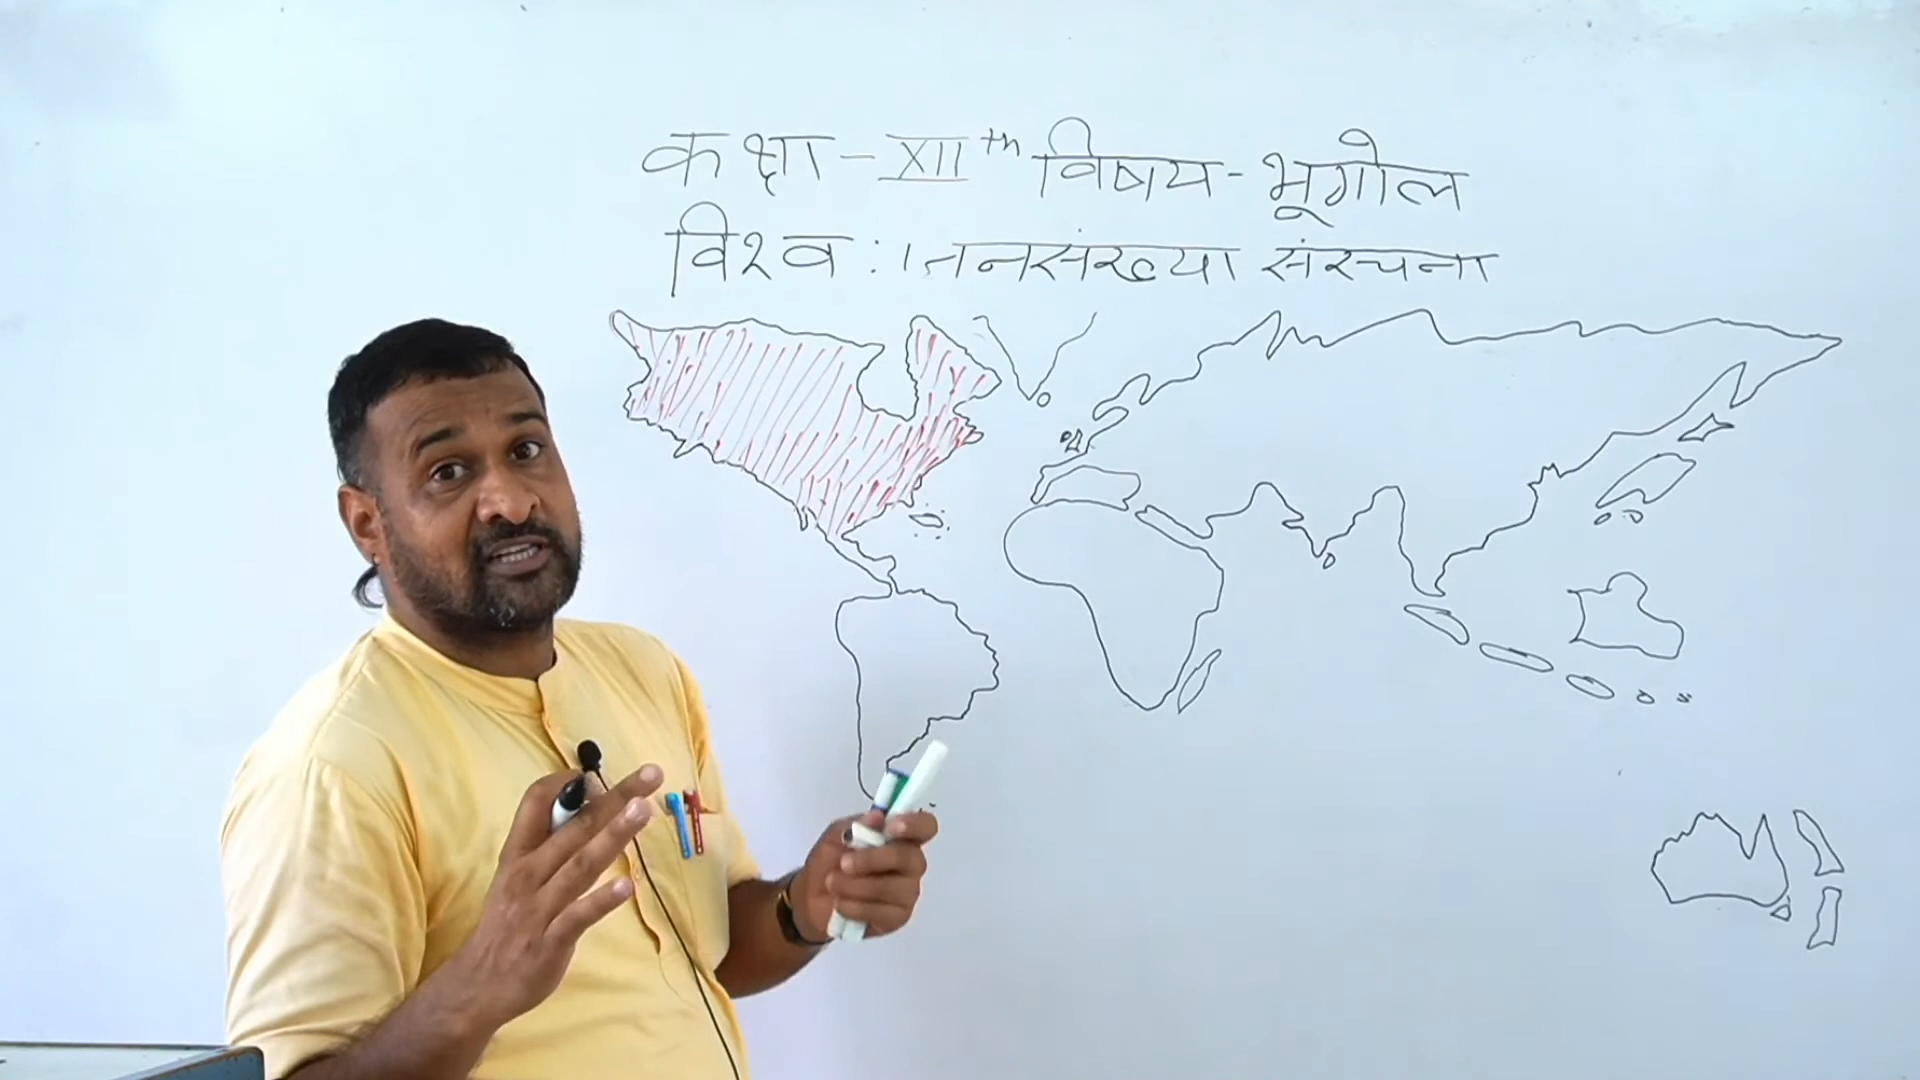 कक्षा - XII th विषय - भूगोल
विश्व : जनसंख्या संरचना